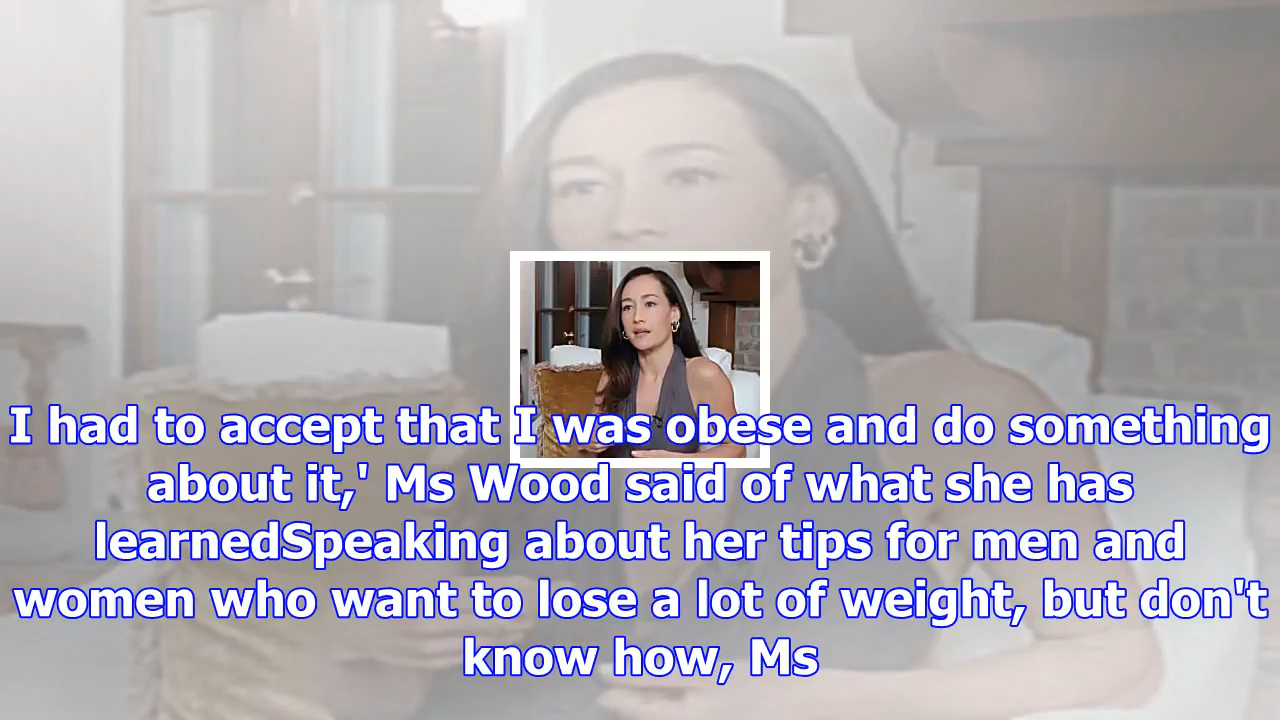 I had to accept that I was obese and do something
about it,' Ms Wood said of what she has
learnedSpeaking about her tips for men and
women who want to lose a lot of weight, but don't
know how, Ms